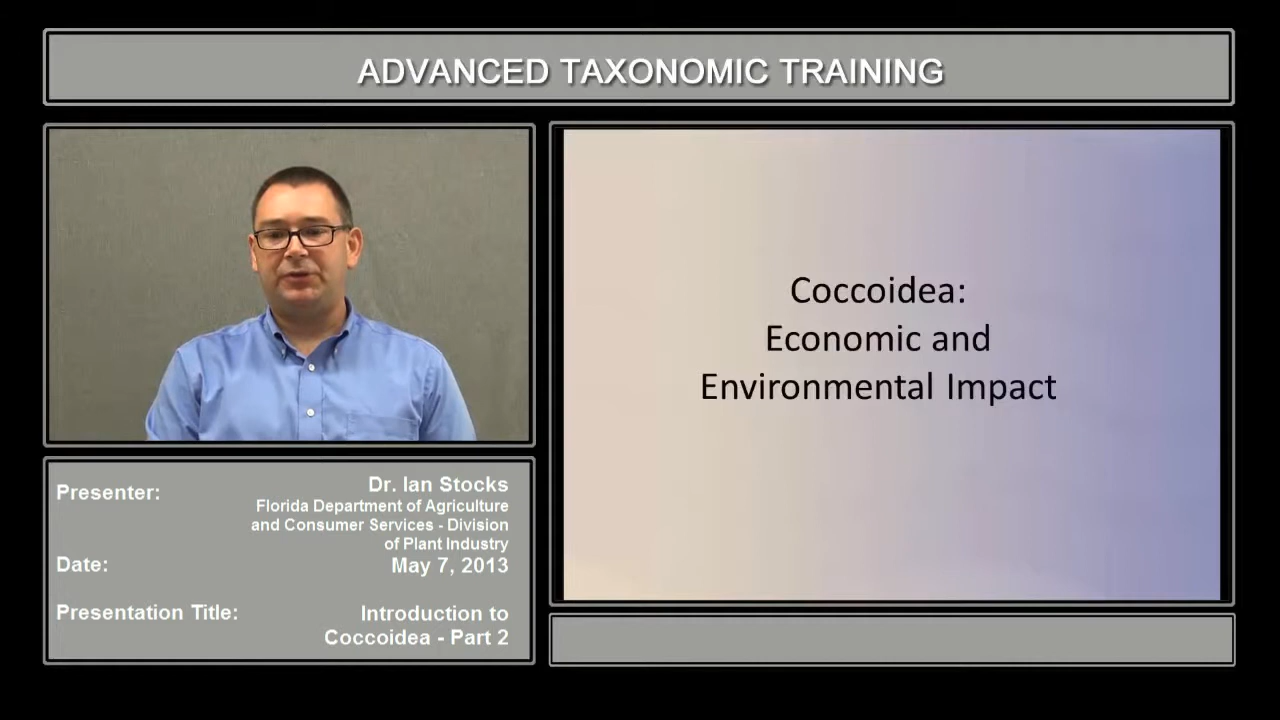 ADVANCED TAXONOMIC TRAINING
Coccoidea:
Economic and
Environmental Impact
Presenter: Dr. Ian Stocks
Florida Department of Agriculture
and Consumer Services - Division
of Plant Industry
Date: May 7, 2013
Presentation Title: Introduction to
Coccoidea - Part 2